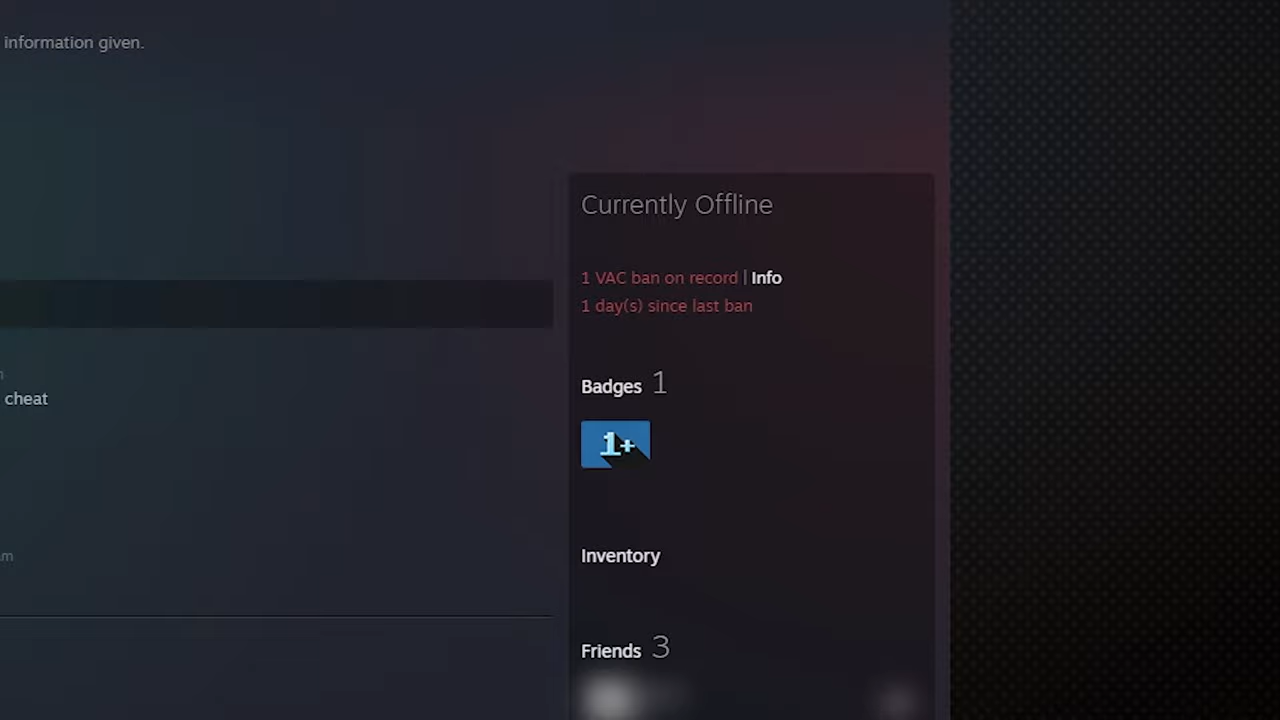 information given.
Currently Offline
1 VAC ban on record | Info
1 day(s) since last ban
cheat
Badges 1
1+
Inventory
Friends 3